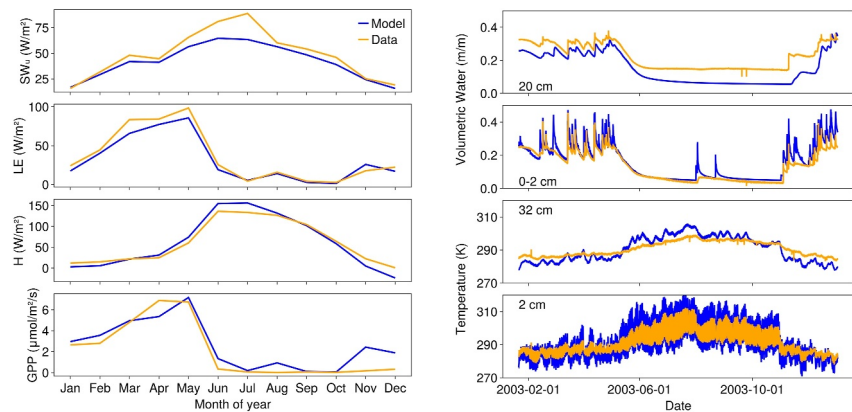 SWᵤ (W/m²)
75
50
25
Model
Data
LE (W/m²)
100
50
0
H (W/m²)
150
100
50
0
GPP (μmol/m²/s)
6
4
2
0
Jan Feb Mar Apr May Jun Jul Aug Sep Oct Nov Dec
Month of year
Volumetric Water (m/m)
0.4
0.2
0.0
20 cm
0.4
0.2
0.0
0-2 cm
Temperature (K)
32 cm
310
290
270
2 cm
310
290
270
2003-02-01 2003-06-01 2003-10-01
Date